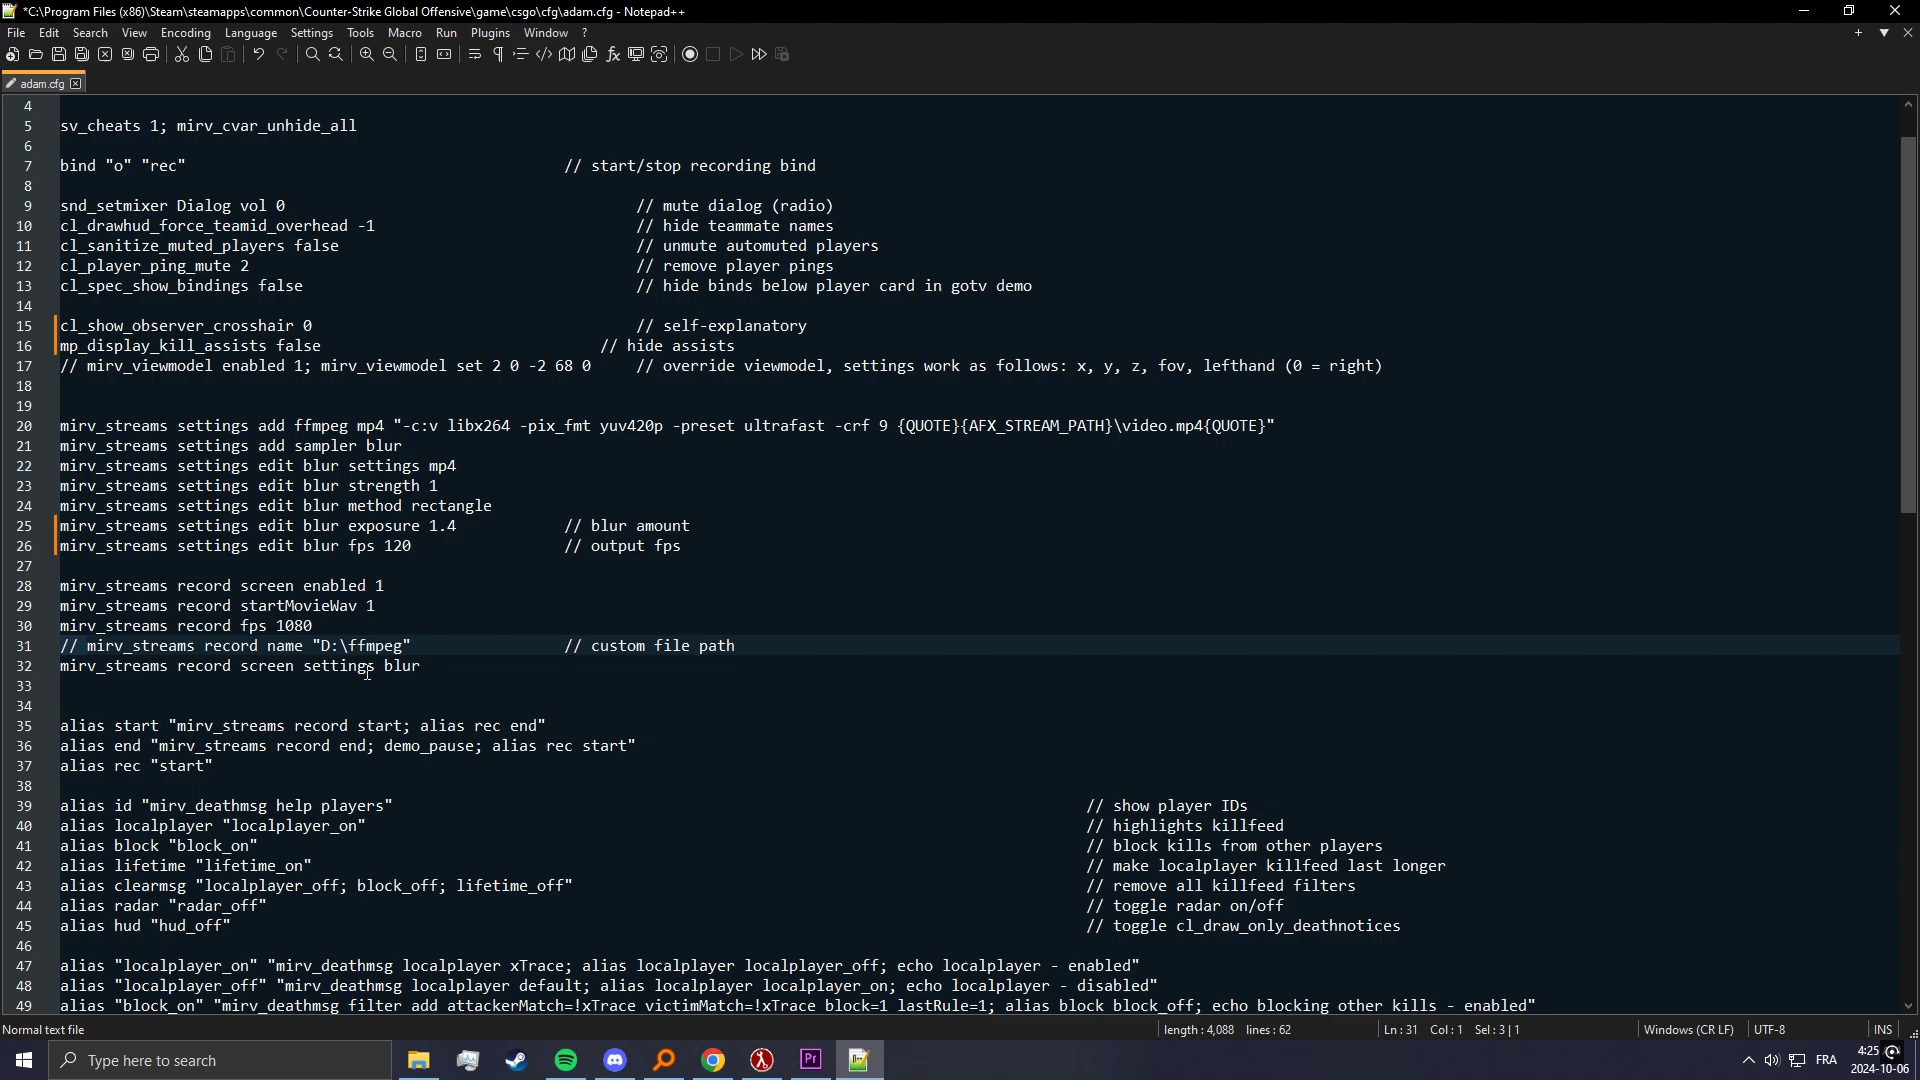 *C:\Program Files (x86)\Steam\steamapps\common\Counter-Strike Global Offensive\game\csgo\cfg\adam.cfg - Notepad++
File Edit Search View Encoding Language Settings Tools Macro Run Plugins Window ?
adam.cfg
4
5 sv_cheats 1; mirv_cvar_unhide_all
6
7 bind "o" "rec" // start/stop recording bind
8
9 snd_setmixer Dialog vol 0 // mute dialog (radio)
10 cl_drawhud_force_teamid_overhead -1 // hide teammate names
11 cl_sanitize_muted_players false // unmute automuted players
12 cl_player_ping_mute 2 // remove player pings
13 cl_spec_show_bindings false // hide binds below player card in gotv demo
14
15 cl_show_observer_crosshair 0 // self-explanatory
16 mp_display_kill_assists false // hide assists
17 // mirv_viewmodel enabled 1; mirv_viewmodel set 2 0 -2 68 0 // override viewmodel, settings work as follows: x, y, z, fov, lefthand (0 = right)
18
19
20 mirv_streams settings add ffmpeg mp4 "-c:v libx264 -pix_fmt yuv420p -preset ultrafast -crf 9 {QUOTE}{AFX_STREAM_PATH}\video.mp4{QUOTE}"
21 mirv_streams settings add sampler blur
22 mirv_streams settings edit blur settings mp4
23 mirv_streams settings edit blur strength 1
24 mirv_streams settings edit blur method rectangle
25 mirv_streams settings edit blur exposure 1.4 // blur amount
26 mirv_streams settings edit blur fps 120 // output fps
27
28 mirv_streams record screen enabled 1
29 mirv_streams record startMovieWav 1
30 mirv_streams record fps 1080
31 // mirv_streams record name "D:\ffmpeg" // custom file path
32 mirv_streams record screen settings blur
33
34
35 alias start "mirv_streams record start; alias rec end"
36 alias end "mirv_streams record end; demo_pause; alias rec start"
37 alias rec "start"
38
39 alias id "mirv_deathmsg help players" // show player IDs
40 alias localplayer "localplayer_on" // highlights killfeed
41 alias block "block_on" // block kills from other players
42 alias lifetime "lifetime_on" // make localplayer killfeed last longer
43 alias clearmsg "localplayer_off; block_off; lifetime_off" // remove all killfeed filters
44 alias radar "radar_off" // toggle radar on/off
45 alias hud "hud_off" // toggle cl_draw_only_deathnotices
46
47 alias "localplayer_on" "mirv_deathmsg localplayer xTrace; alias localplayer localplayer_off; echo localplayer - enabled"
48 alias "localplayer_off" "mirv_deathmsg localplayer default; alias localplayer localplayer_on; echo localplayer - disabled"
49 alias "block_on" "mirv_deathmsg filter add attackerMatch=!xTrace victimMatch=!xTrace block=1 lastRule=1; alias block block_off; echo blocking other kills - enabled"
Normal text file length : 4,088 lines : 62 Ln : 31 Col : 1 Sel : 3 | 1 Windows (CR LF) UTF-8 INS
Type here to search Pr FRA 4:25
2024-10-06